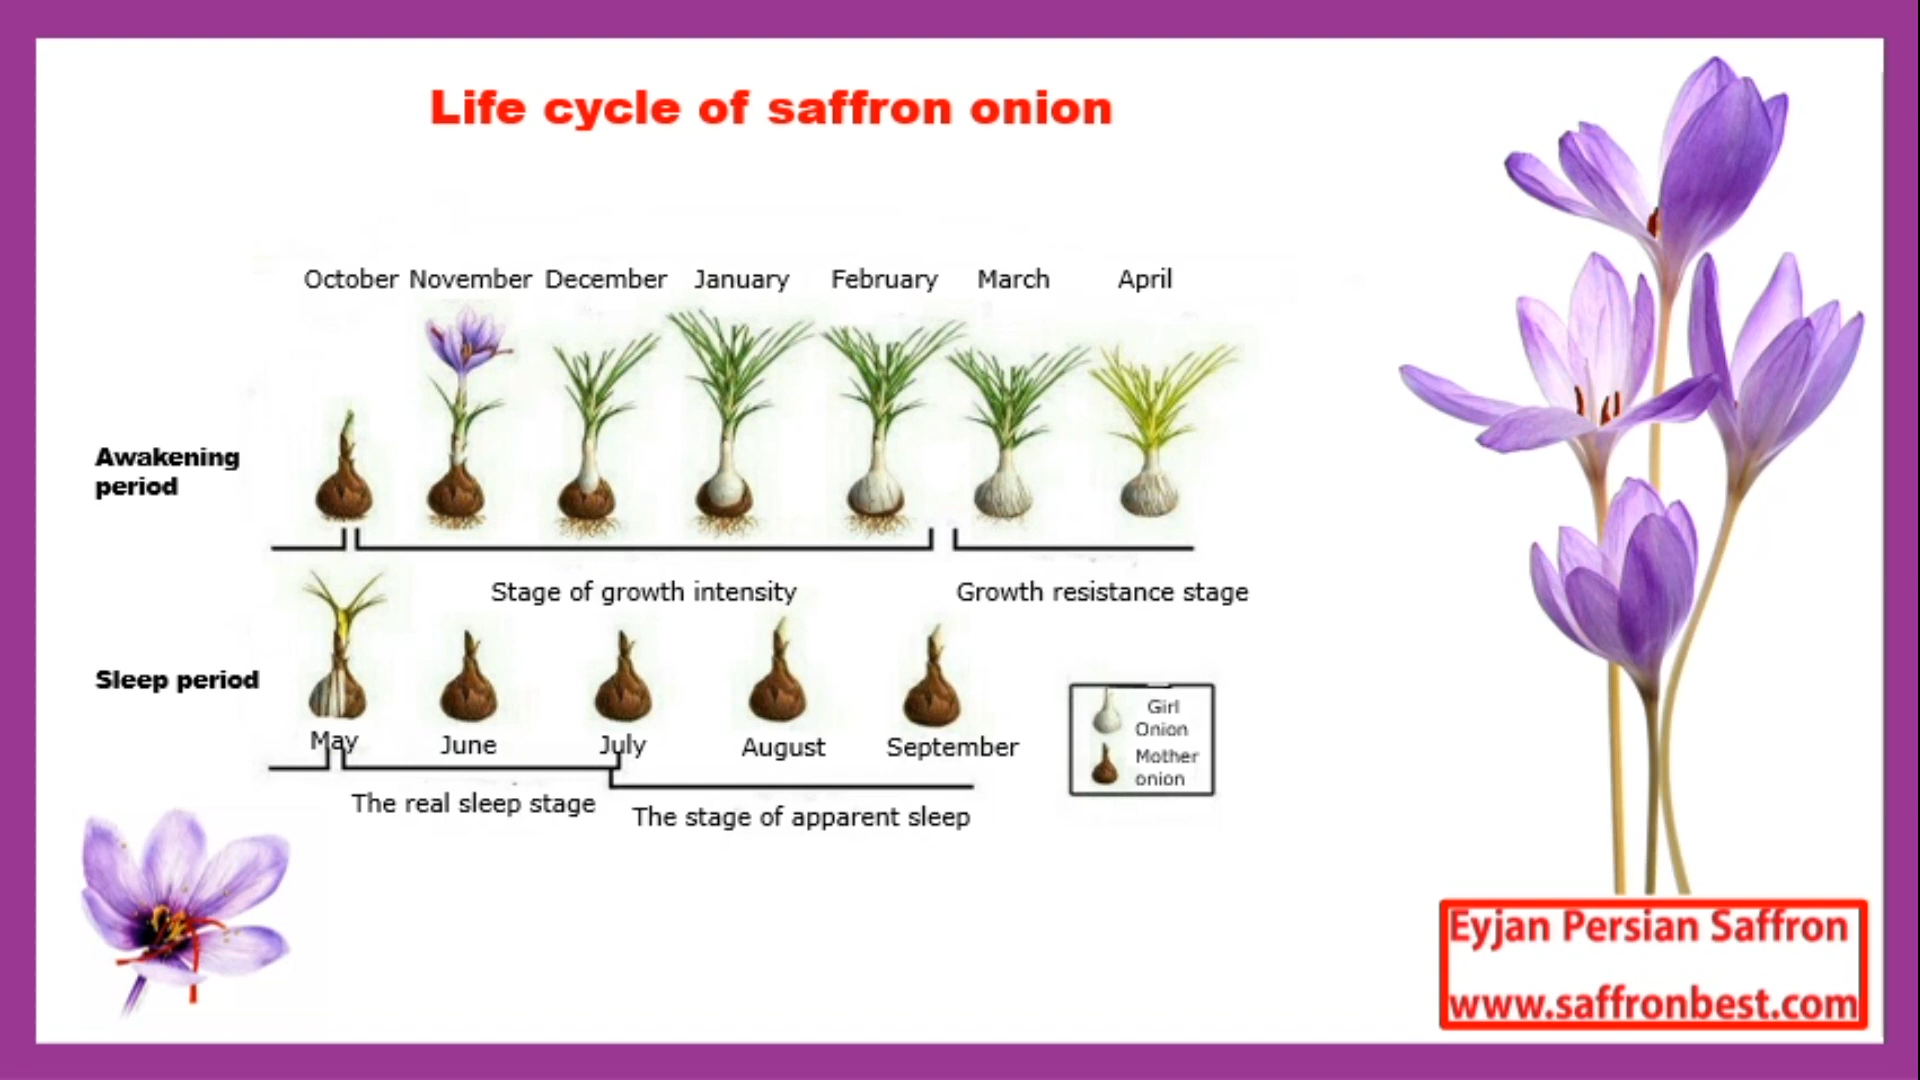 Life cycle of saffron onion
October November December January February March April
Awakening
period
Stage of growth intensity
Growth resistance stage
Sleep period
May June July August September
The real sleep stage
The stage of apparent sleep
Girl
Onion
Mother
onion
Eyjan Persian Saffron
www.saffronbest.com